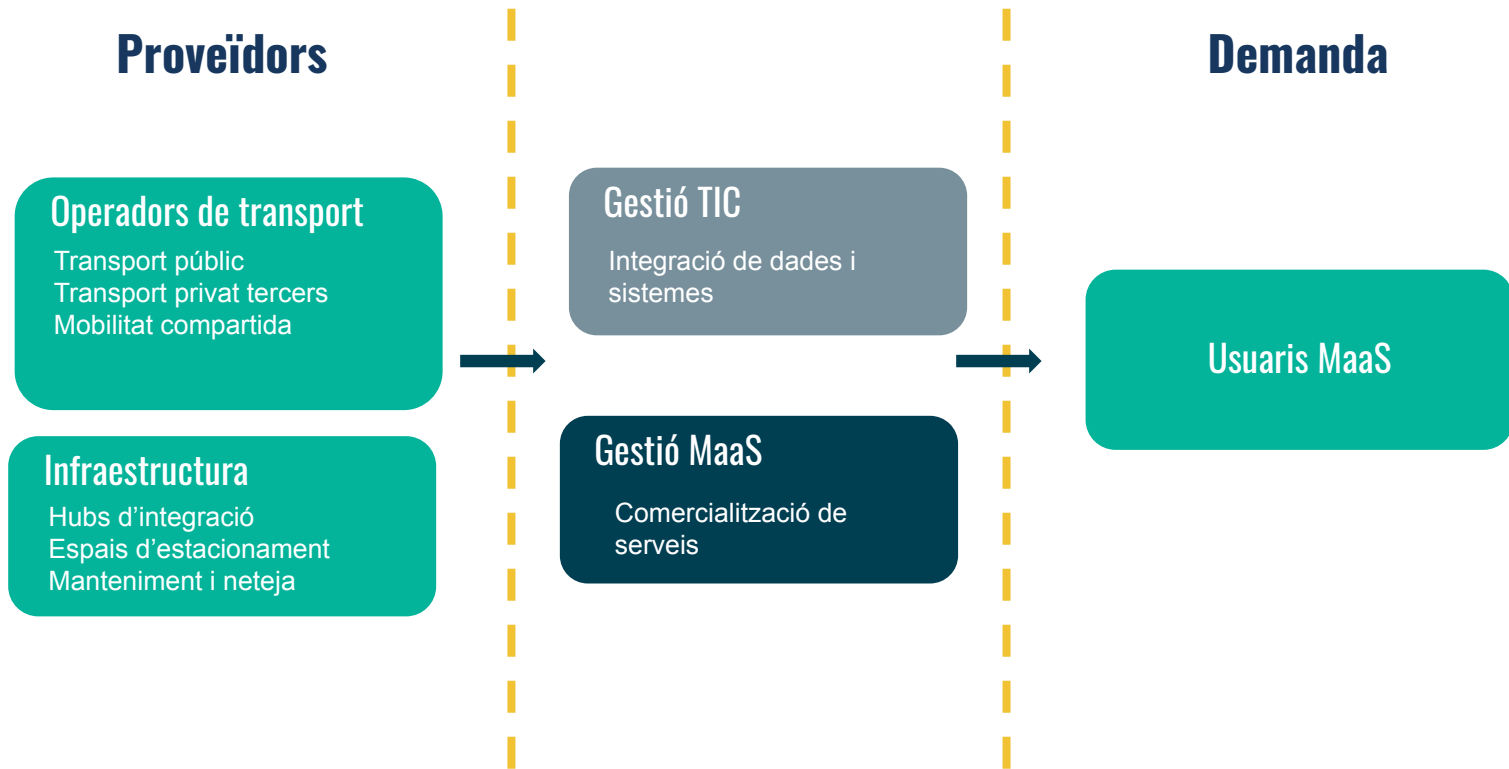 Proveïdors
Demanda
Operadors de transport
Transport públic
Transport privat tercers
Mobilitat compartida
Infraestructura
Hubs d’integració
Espais d’estacionament
Manteniment i neteja
Gestió TIC
Integració de dades i
sistemes
Gestió MaaS
Comercialització de
serveis
Usuaris MaaS